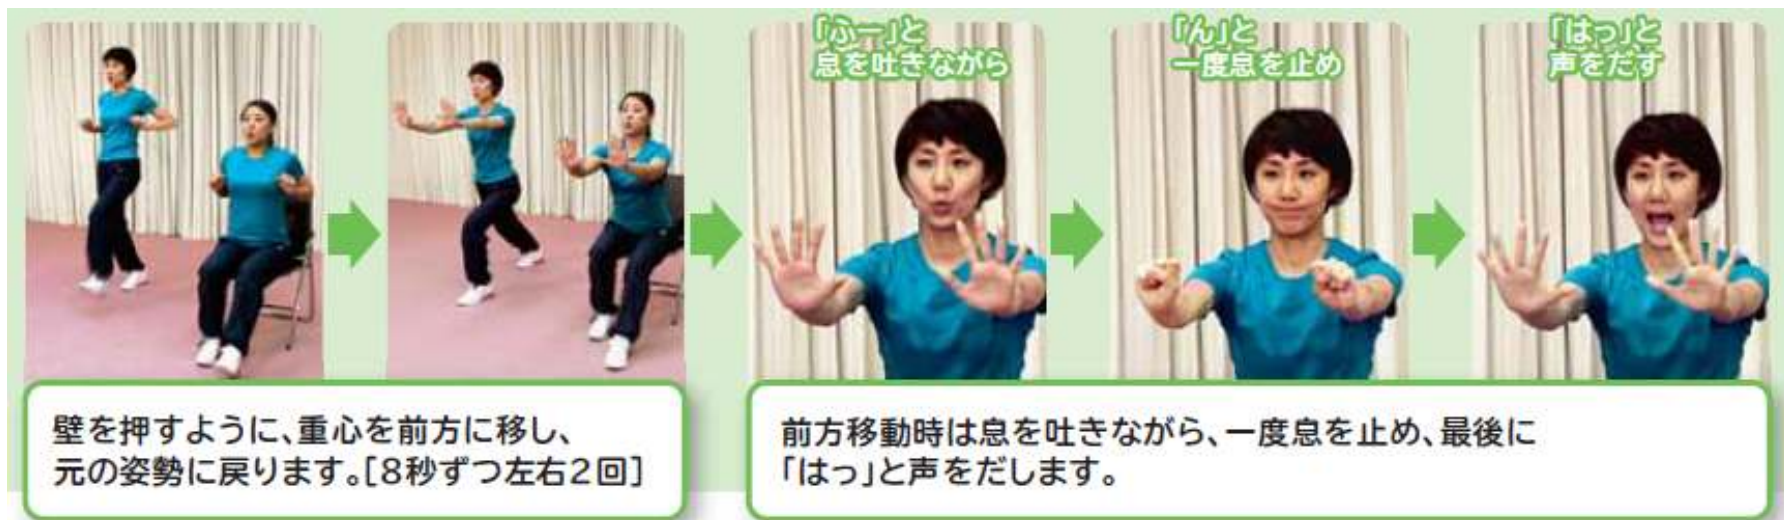 「ふー」と
息を吐きながら
「ん」と
一度息を止め
「はっ」と
声をだす
壁を押すように、重心を前方に移し、
元の姿勢に戻ります。[8秒ずつ左右2回]
前方移動時は息を吐きながら、一度息を止め、最後に
「はっ」と声をだします。